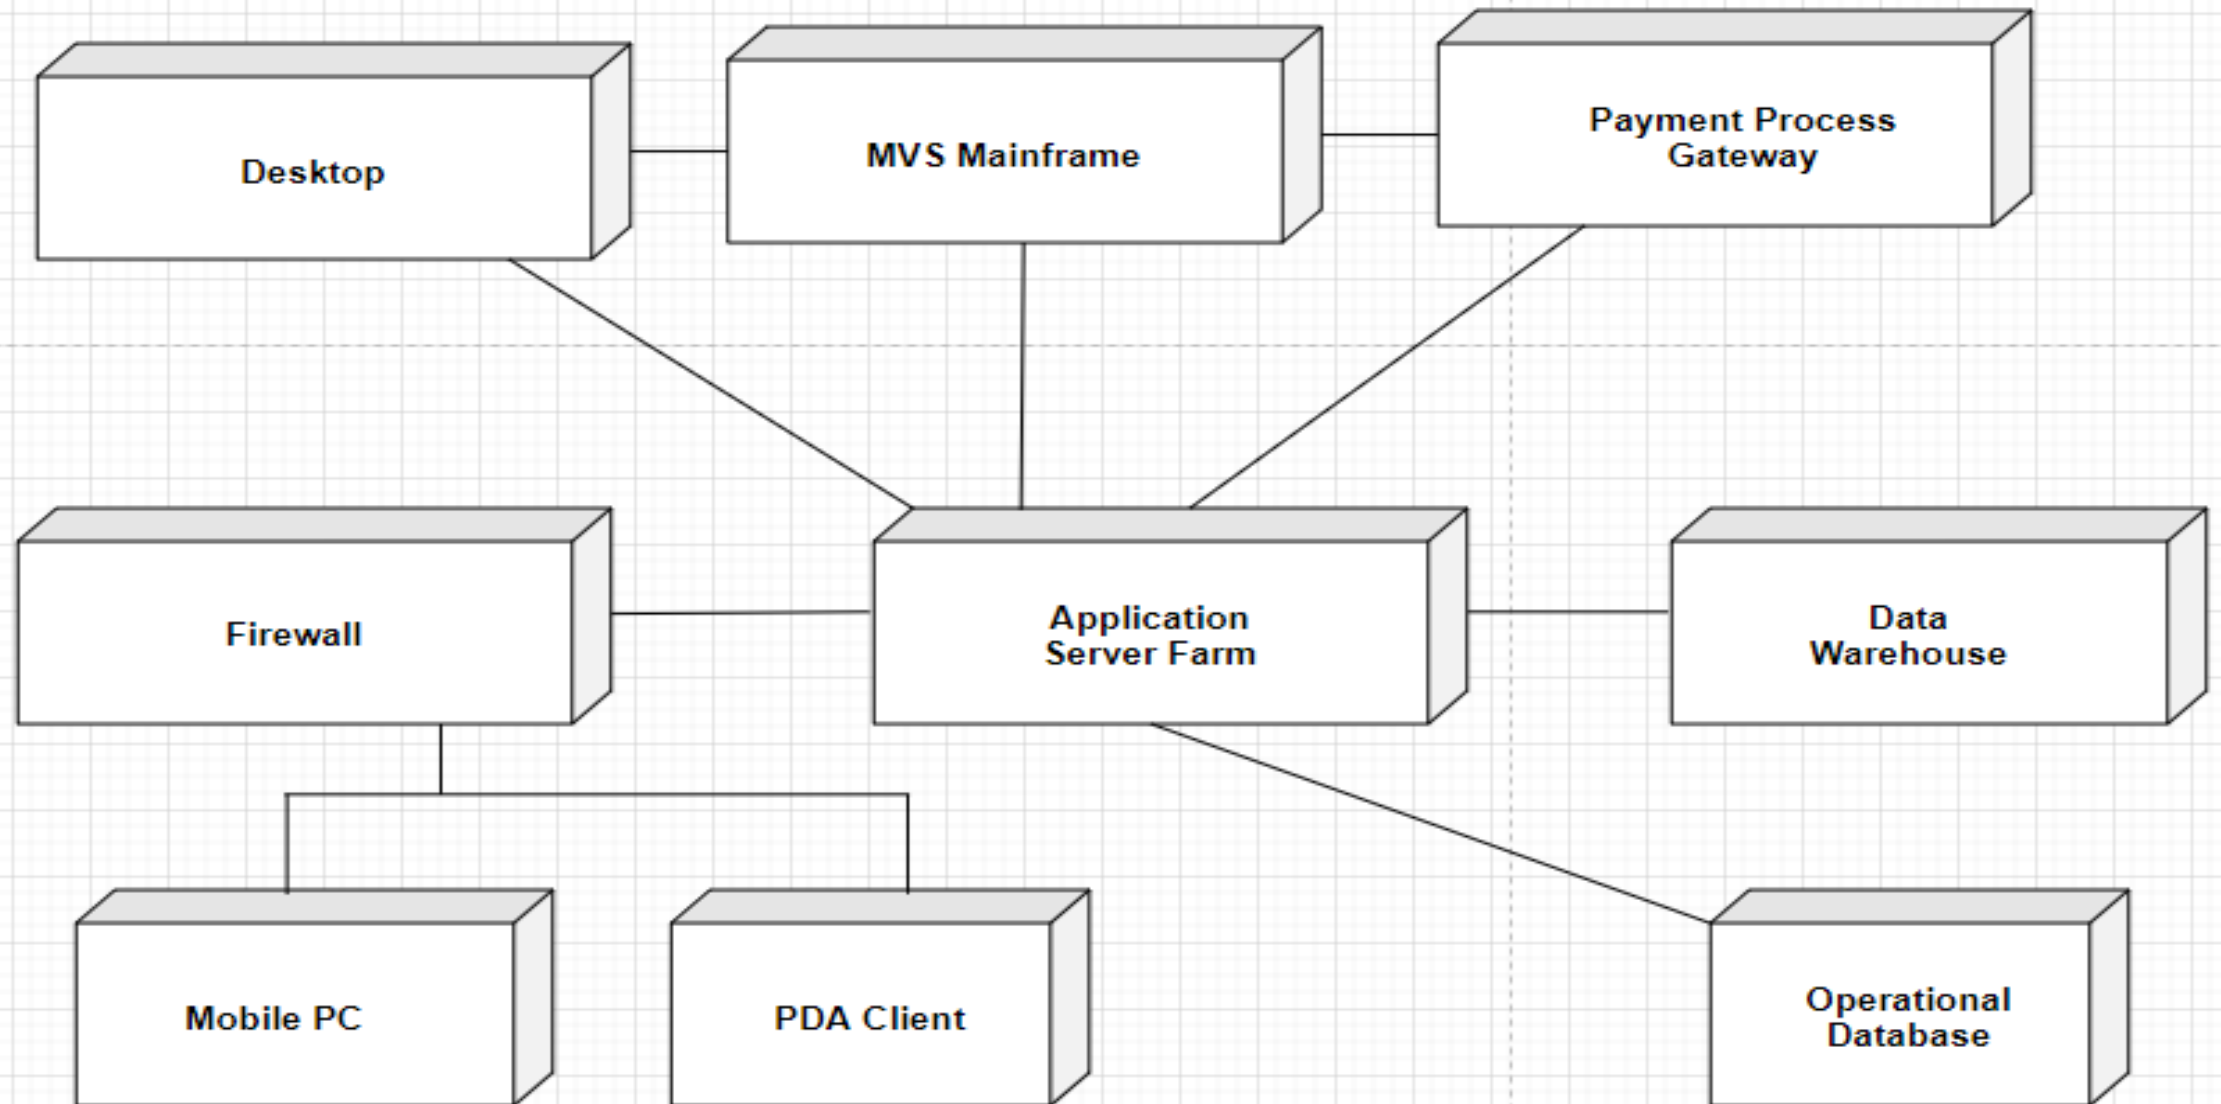 Desktop
MVS Mainframe
Payment Process
Gateway
Firewall
Application
Server Farm
Data
Warehouse
Mobile PC
PDA Client
Operational
Database